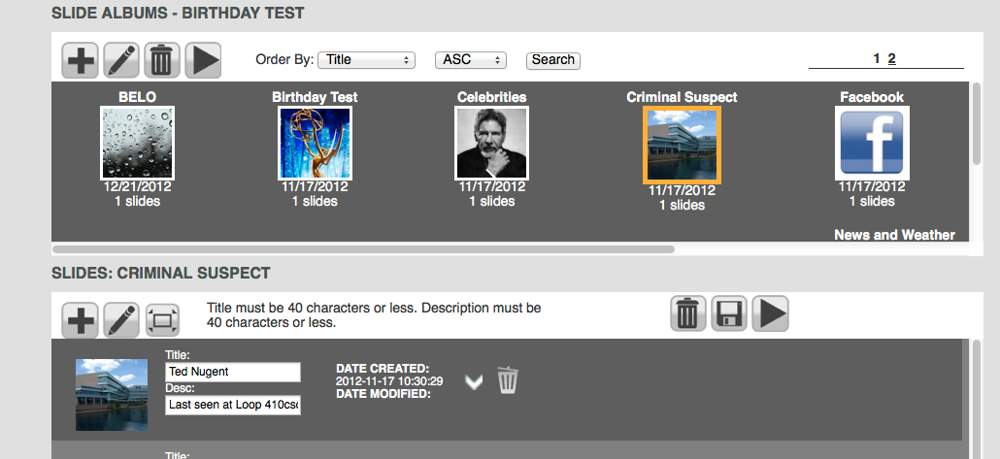 SLIDE ALBUMS - BIRTHDAY TEST
Order By: Title ASC Search 1 2
BELO Birthday Test Celebrities Criminal Suspect Facebook
f
12/21/2012 11/17/2012 11/17/2012 11/17/2012 11/17/2012
1 slides 1 slides 1 slides 1 slides 1 slides
News and Weather
SLIDES: CRIMINAL SUSPECT
Title must be 40 characters or less. Description must be
40 characters or less.
Title:
Ted Nugent
Desc:
Last seen at Loop 410csc
DATE CREATED:
2012-11-17 10:30:29
DATE MODIFIED:
Title: